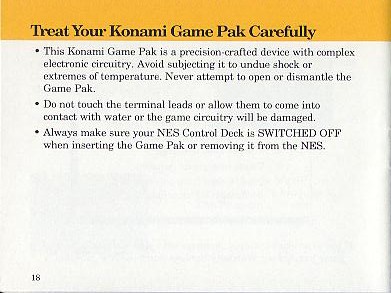 Treat Your Konami Game Pak Carefully
• This Konami Game Pak is a precision-crafted device with complex
electronic circuitry. Avoid subjecting it to undue shock or
extremes of temperature. Never attempt to open or dismantle the
Game Pak.
• Do not touch the terminal leads or allow them to come into
contact with water or the game circuitry will be damaged.
• Always make sure your NES Control Deck is SWITCHED OFF
when inserting the Game Pak or removing it from the NES.
18